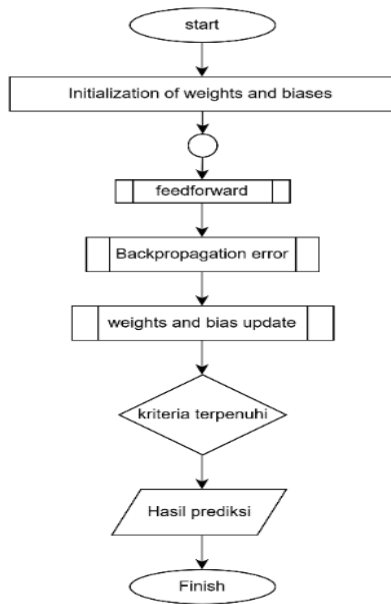 start
Initialization of weights and biases
feedforward
Backpropagation error
weights and bias update
kriteria terpenuhi
Hasil prediksi
Finish